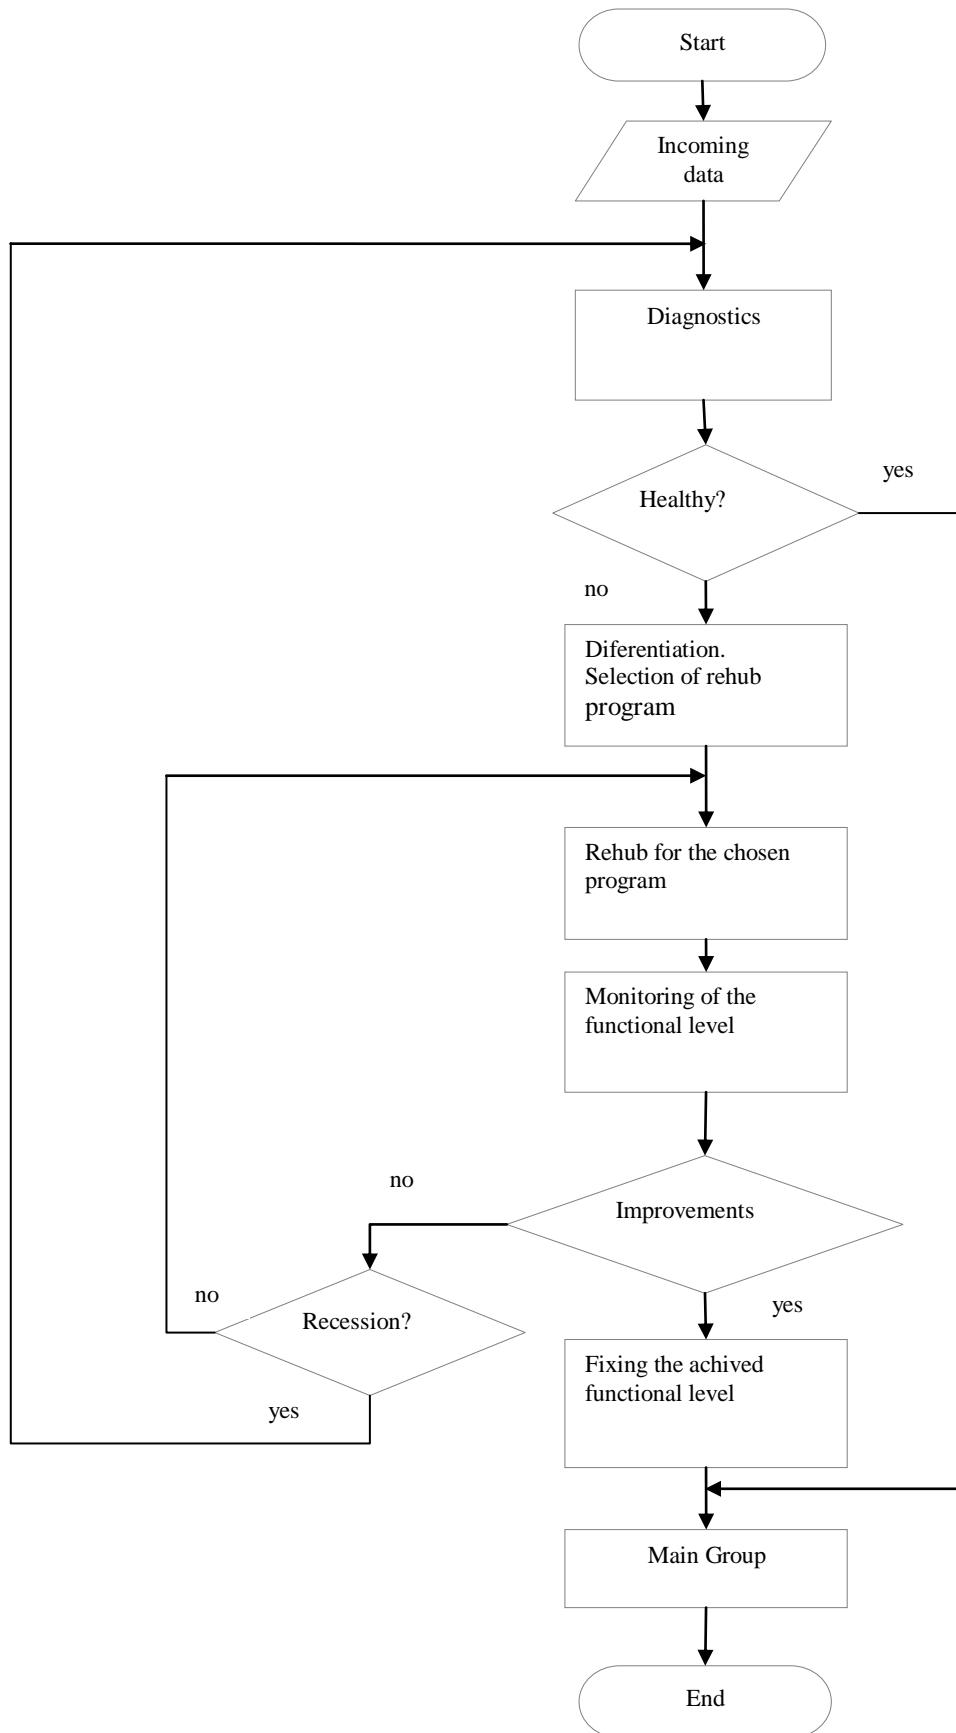 Start
Incoming
data
Diagnostics
yes
Healthy?
no
Diferentiation.
Selection of rehub
program
Rehub for the chosen
program
Monitoring of the
functional level
no
Improvements
no
Recession?
yes
yes
Fixing the achived
functional level
Main Group
End